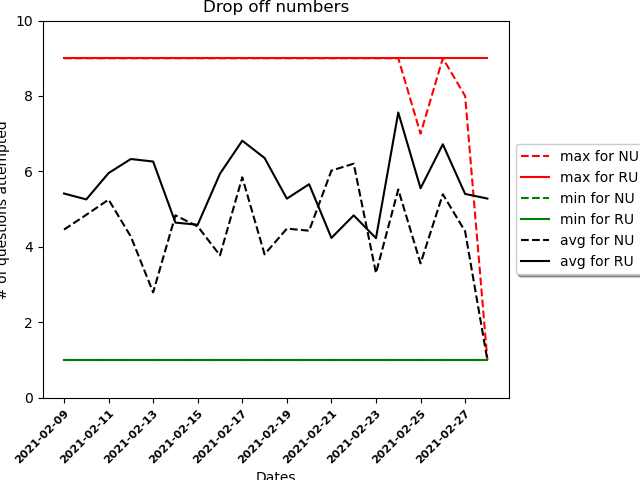 Drop off numbers
# of questions attempted
10
8
6
4
2
0
2021-02-09
2021-02-11
2021-02-13
2021-02-15
2021-02-17
2021-02-19
2021-02-21
2021-02-23
2021-02-25
2021-02-27
Dates
max for NU
max for RU
min for NU
min for RU
avg for NU
avg for RU